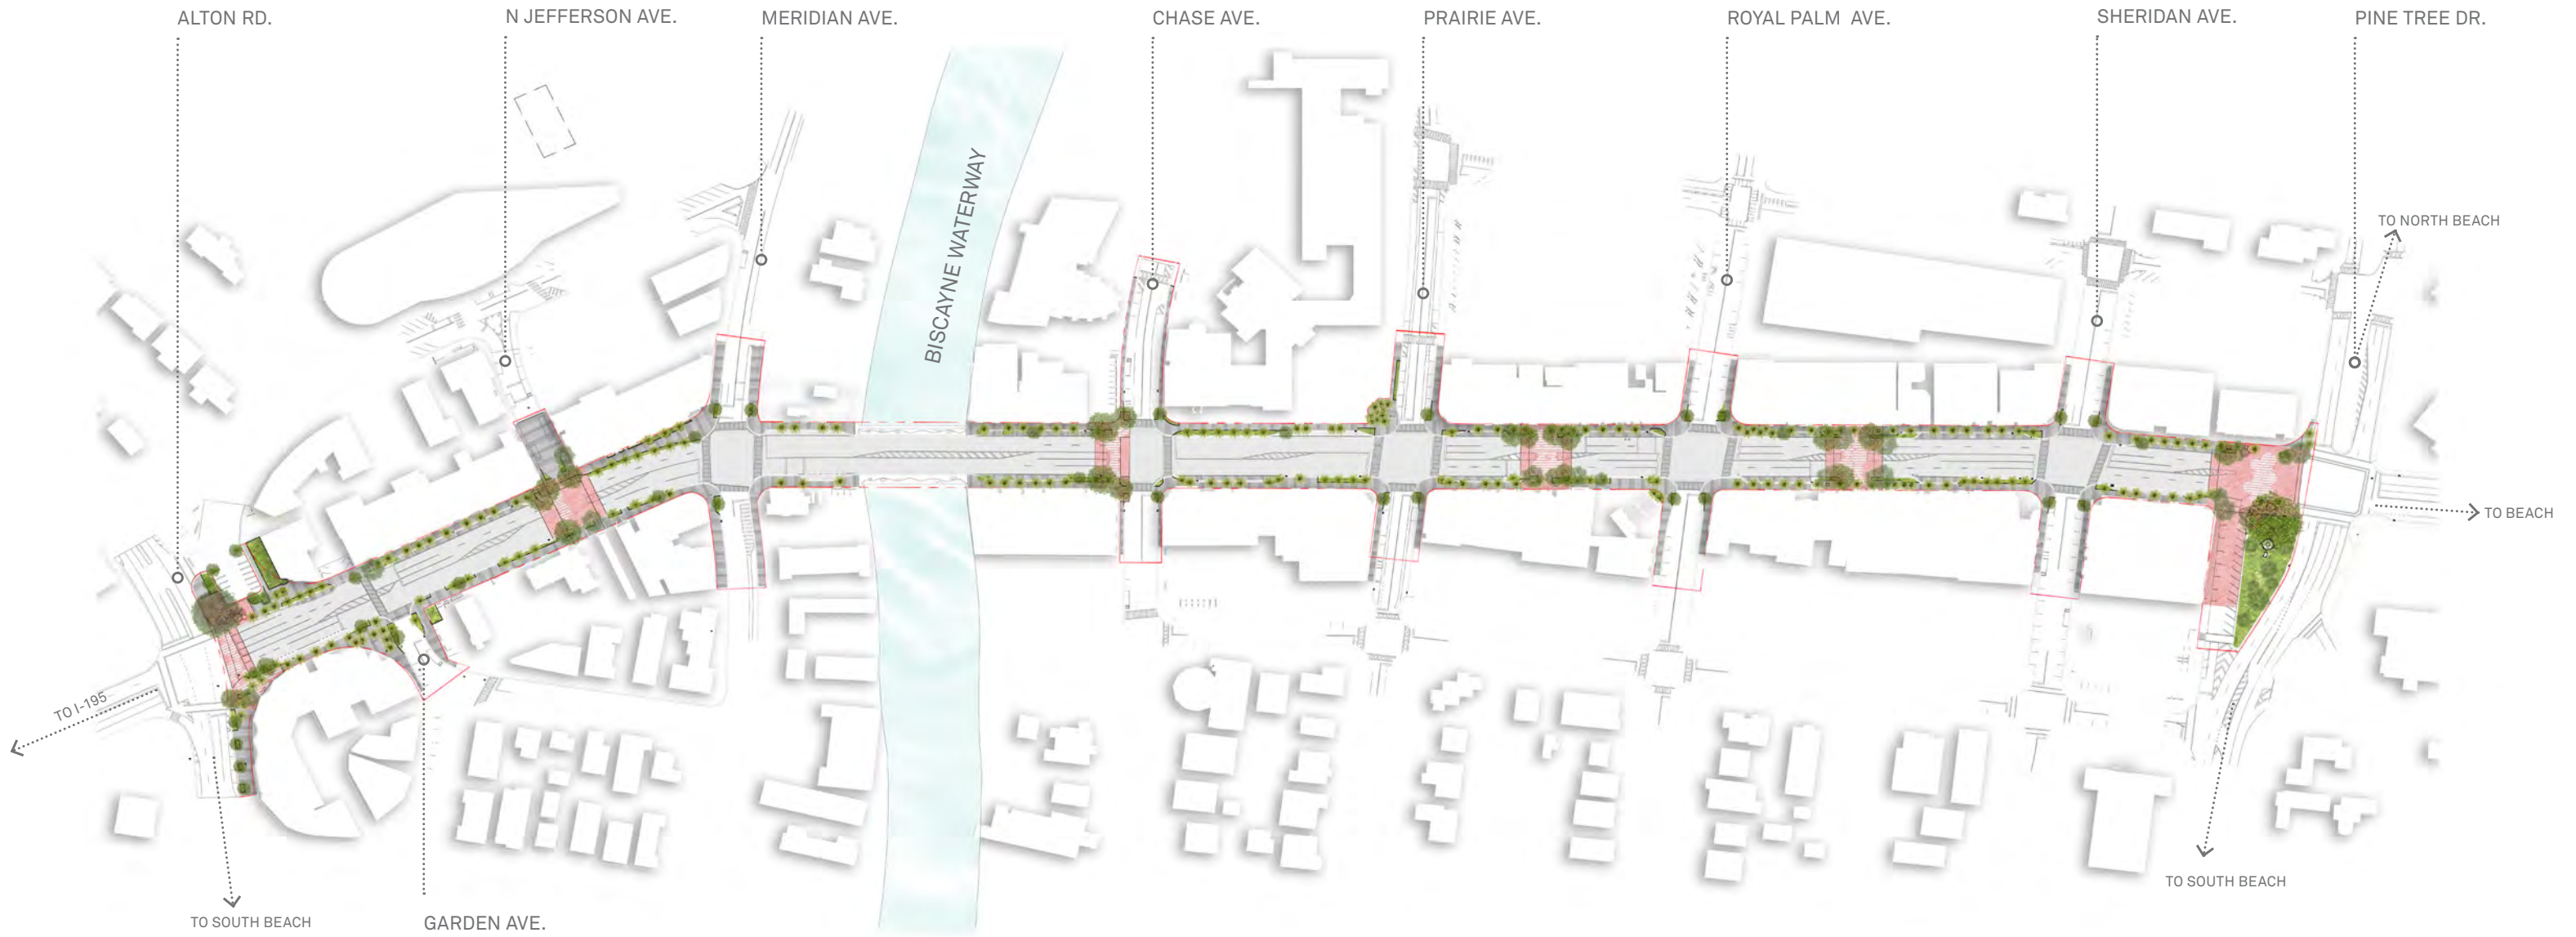 ALTON RD.
N JEFFERSON AVE.
MERIDIAN AVE.
CHASE AVE.
PRAIRIE AVE.
ROYAL PALM  AVE.
SHERIDAN AVE.
PINE TREE DR.
BISCAYNE WATERWAY
TO NORTH BEACH
TO BEACH
TO I-195
TO SOUTH BEACH
GARDEN AVE.
TO SOUTH BEACH